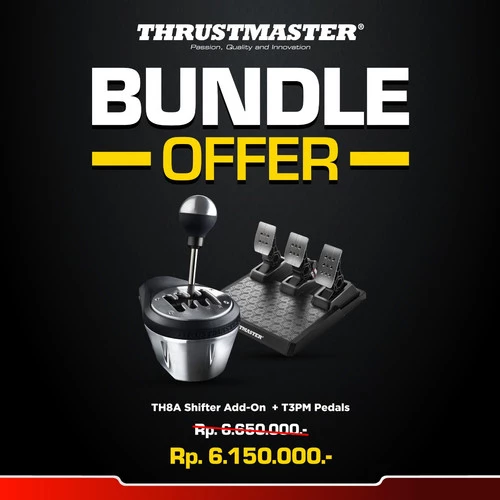 THRUSTMASTER®
Passion, Quality and Innovation
BUNDLE
OFFER
THRUSTMASTER
TH8A Shifter Add-On + T3PM Pedals
Rp. 6.650.000.-
Rp. 6.150.000.-